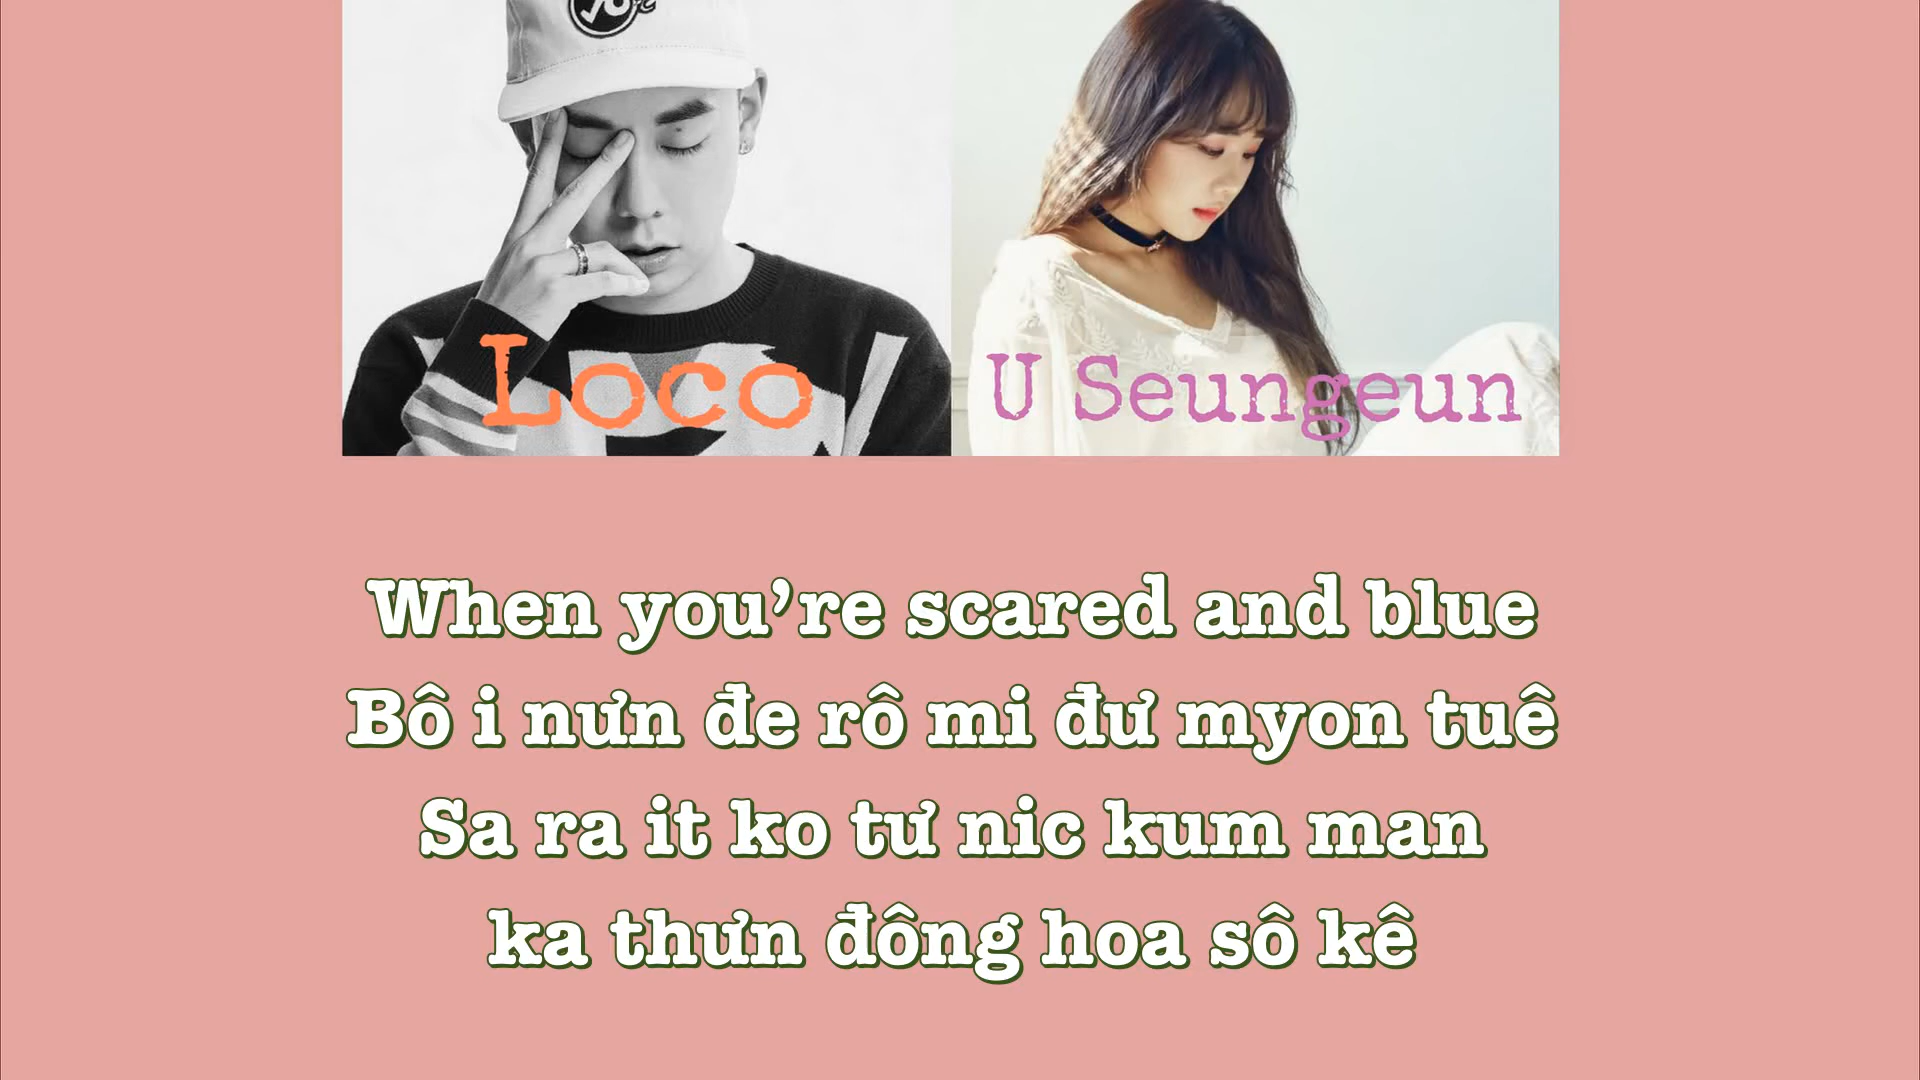 Loco
U Seungeun
When you're scared and blue
Bô i nưn đe rô mi đư myon tuê
Sa ra it ko tư nic kum man
ka thưn đông hoa sô kê